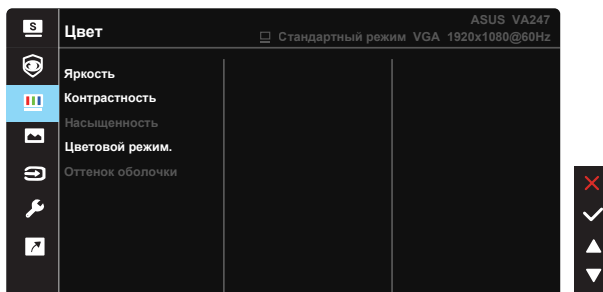 S
ASUS VA247
Цвет
Стандартный режим VGA 1920x1080@60Hz
Яркость
Контрастность
Насыщенность
Цветовой режим.
Оттенок оболочки